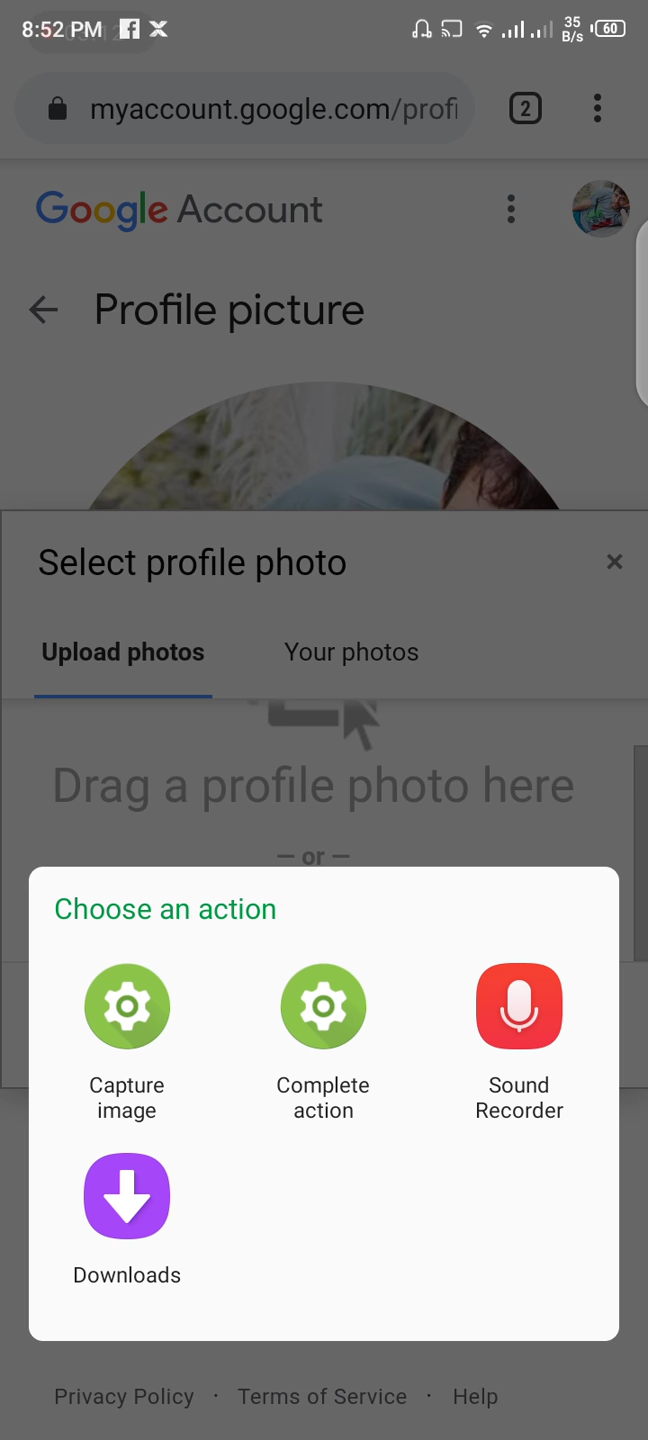 8:52 PM
35
B/s
60
myaccount.google.com/profi
2
Google Account
Profile picture
Select profile photo
×
Upload photos
Your photos
Drag a profile photo here
— or —
Choose an action
Capture
image
Complete
action
Sound
Recorder
Downloads
Privacy Policy · Terms of Service · Help